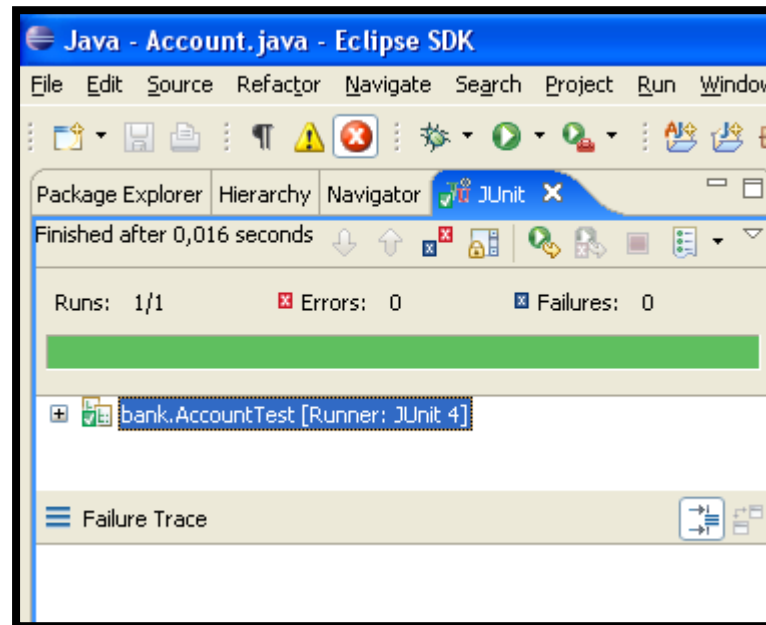 Java - Account.java - Eclipse SDK
File Edit Source Refactor Navigate Search Project Run Window
Package Explorer Hierarchy Navigator JUnit
Finished after 0,016 seconds
Runs: 1/1 Errors: 0 Failures: 0
bank.AccountTest [Runner: JUnit 4]
Failure Trace